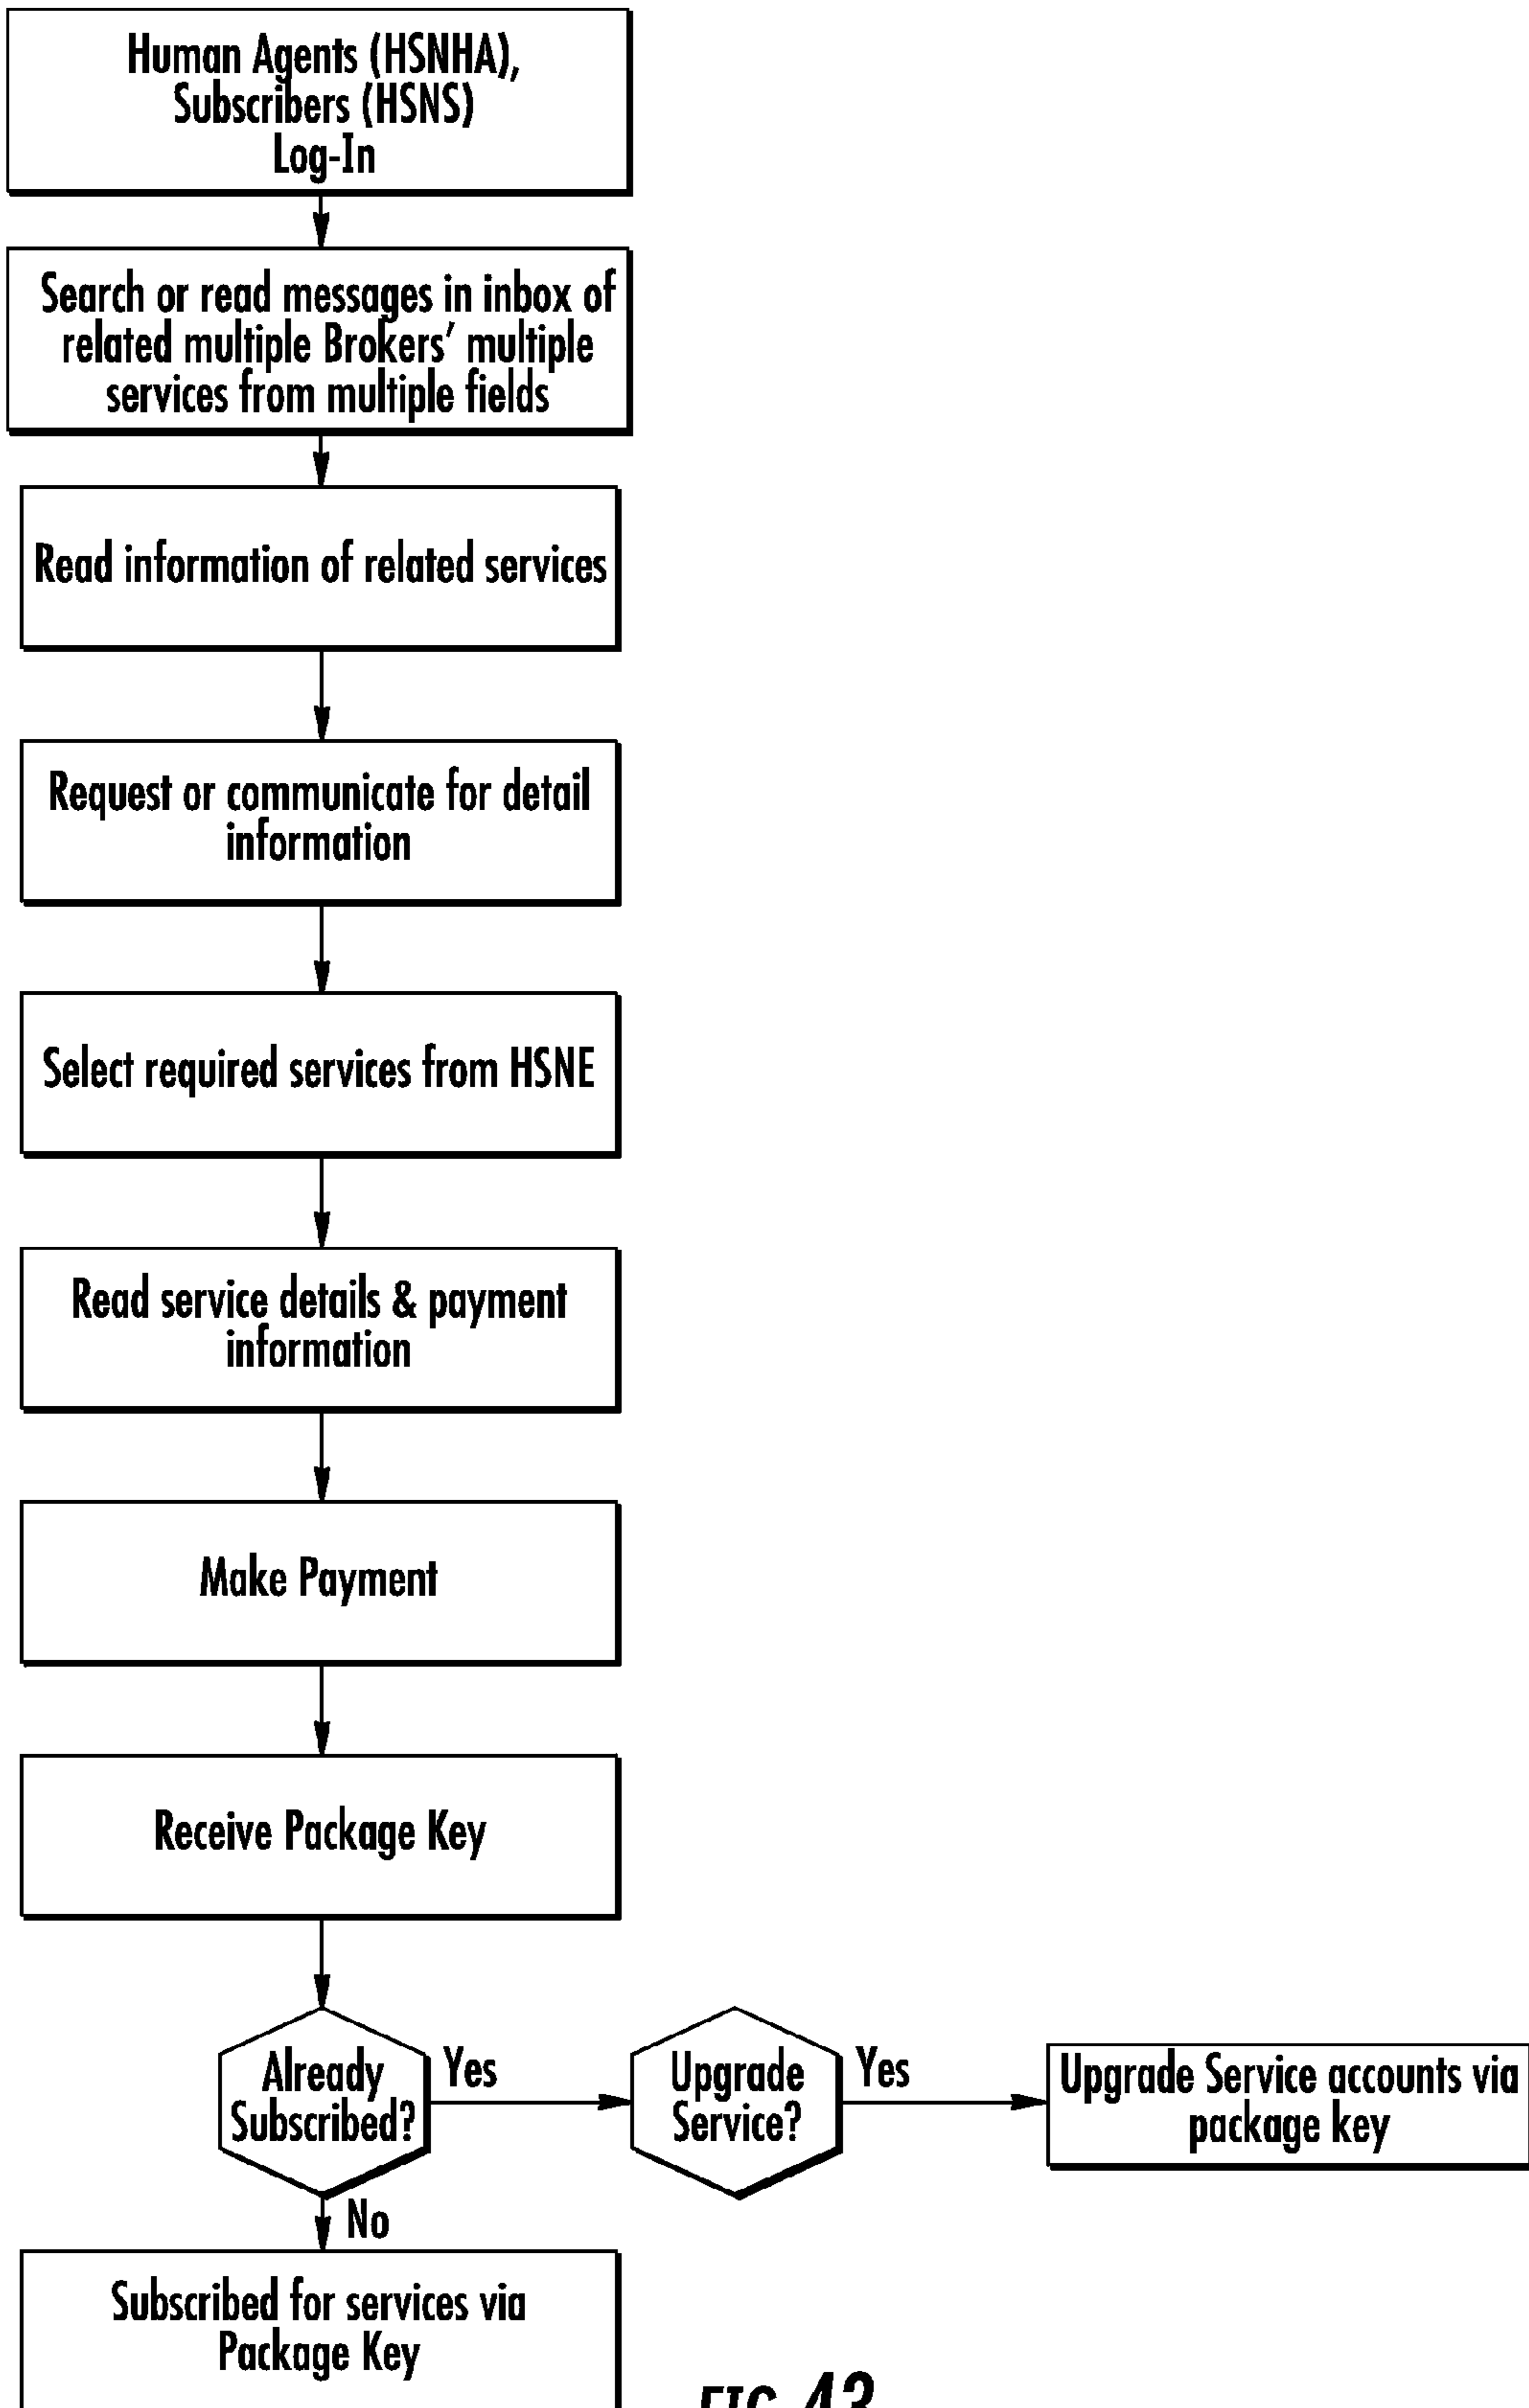 Human Agents (HSNHA),
Subscribers (HSNS)
Log-In
Search or read messages in inbox of
related multiple Brokers' multiple
services from multiple fields
Read information of related services
Request or communicate for detail
information
Select required services from HSNE
Read service details & payment
information
Make Payment
Receive Package Key
Already
Subscribed?
Yes
Upgrade
Service?
Yes
Upgrade Service accounts via
package key
No
Subscribed for services via
Package Key
FIG. 43